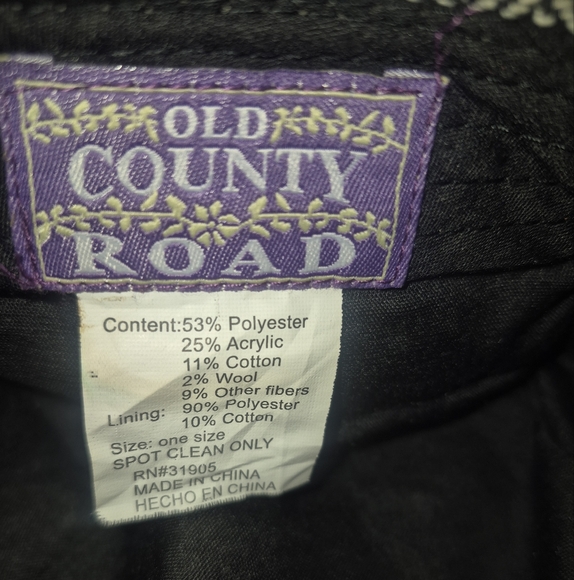 OLD
COUNTY
ROAD
Content:53% Polyester
25% Acrylic
11% Cotton
2% Wool
9% Other fibers
Lining: 90% Polyester
10% Cotton
Size: one size
SPOT CLEAN ONLY
RN#31905
MADE IN CHINA
HECHO EN CHINA